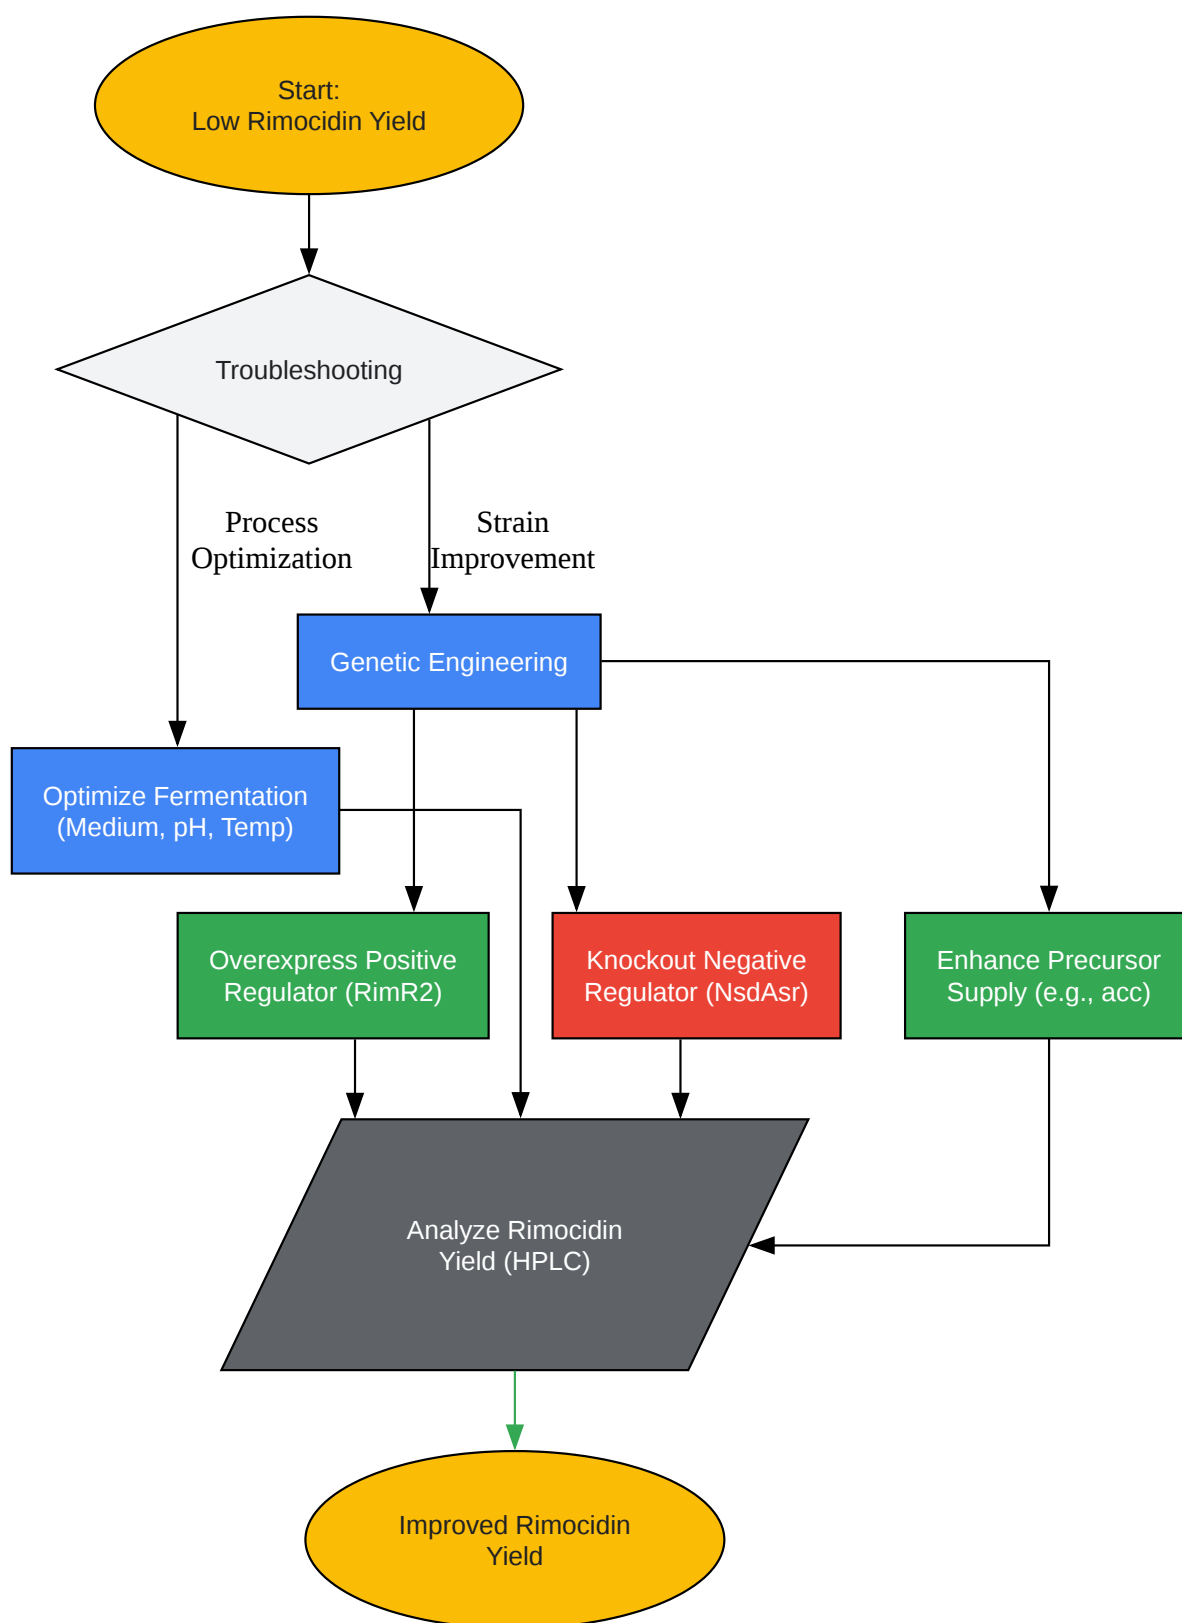 Start:
Low Rimocidin Yield
Troubleshooting
Process
Optimization
Strain
Improvement
Genetic Engineering
Optimize Fermentation
(Medium, pH, Temp)
Overexpress Positive
Regulator (RimR2)
Knockout Negative
Regulator (NsdAsr)
Enhance Precursor
Supply (e.g., acc)
Analyze Rimocidin
Yield (HPLC)
Improved Rimocidin
Yield